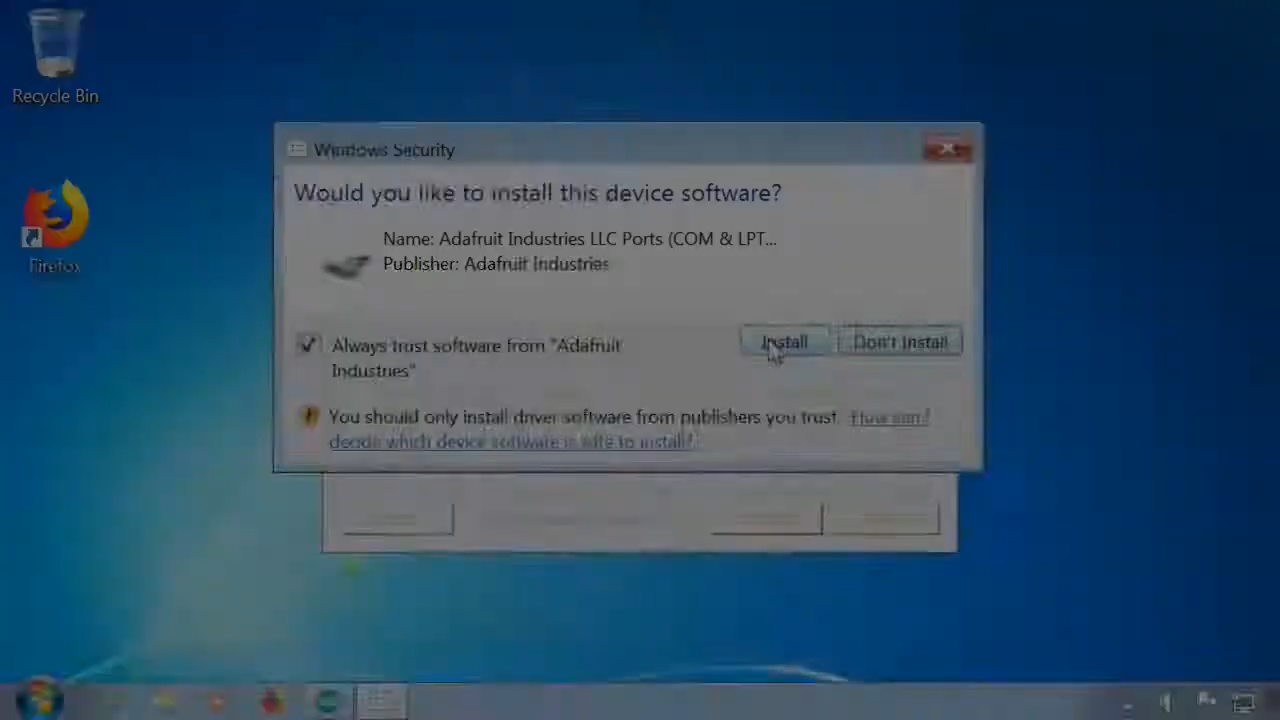 Recycle Bin
Firefox
Windows Security
Would you like to install this device software?
Name: Adafruit Industries LLC Ports (COM & LPT...
Publisher: Adafruit Industries
Always trust software from "Adafruit
Industries"
Install
Don't Install
You should only install driver software from publishers you trust. How can I
decide which device software is safe to install?